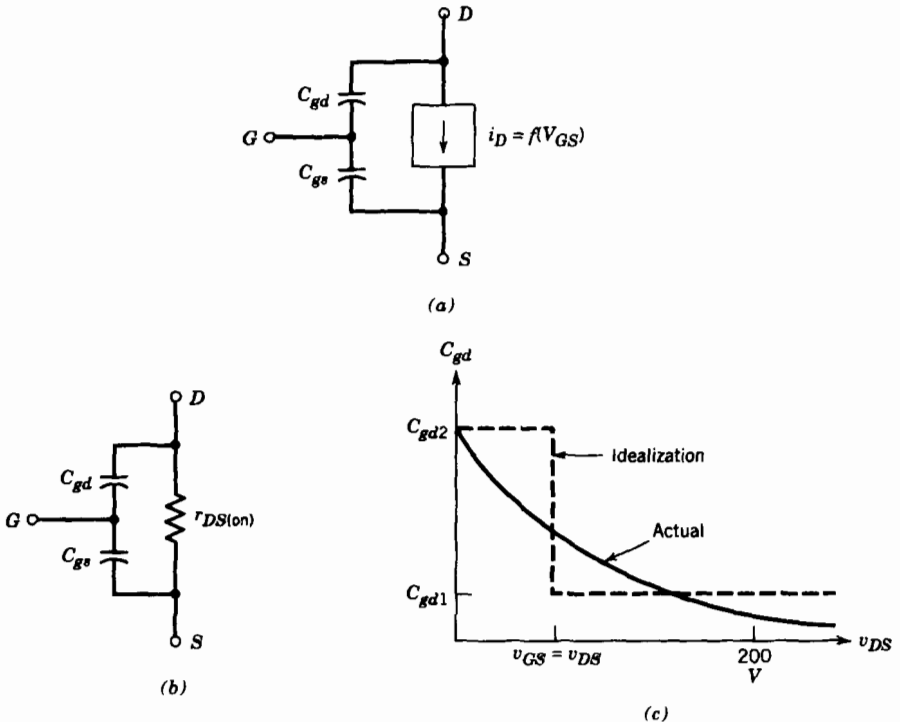 D
C_gd
G
i_D = f(V_GS)
C_gs
S
(a)
D
C_gd
G
r_DS(on)
C_gs
S
(b)
C_gd
C_gd2
Idealization
Actual
C_gd1
v_GS = v_DS
200
V
v_DS
(c)